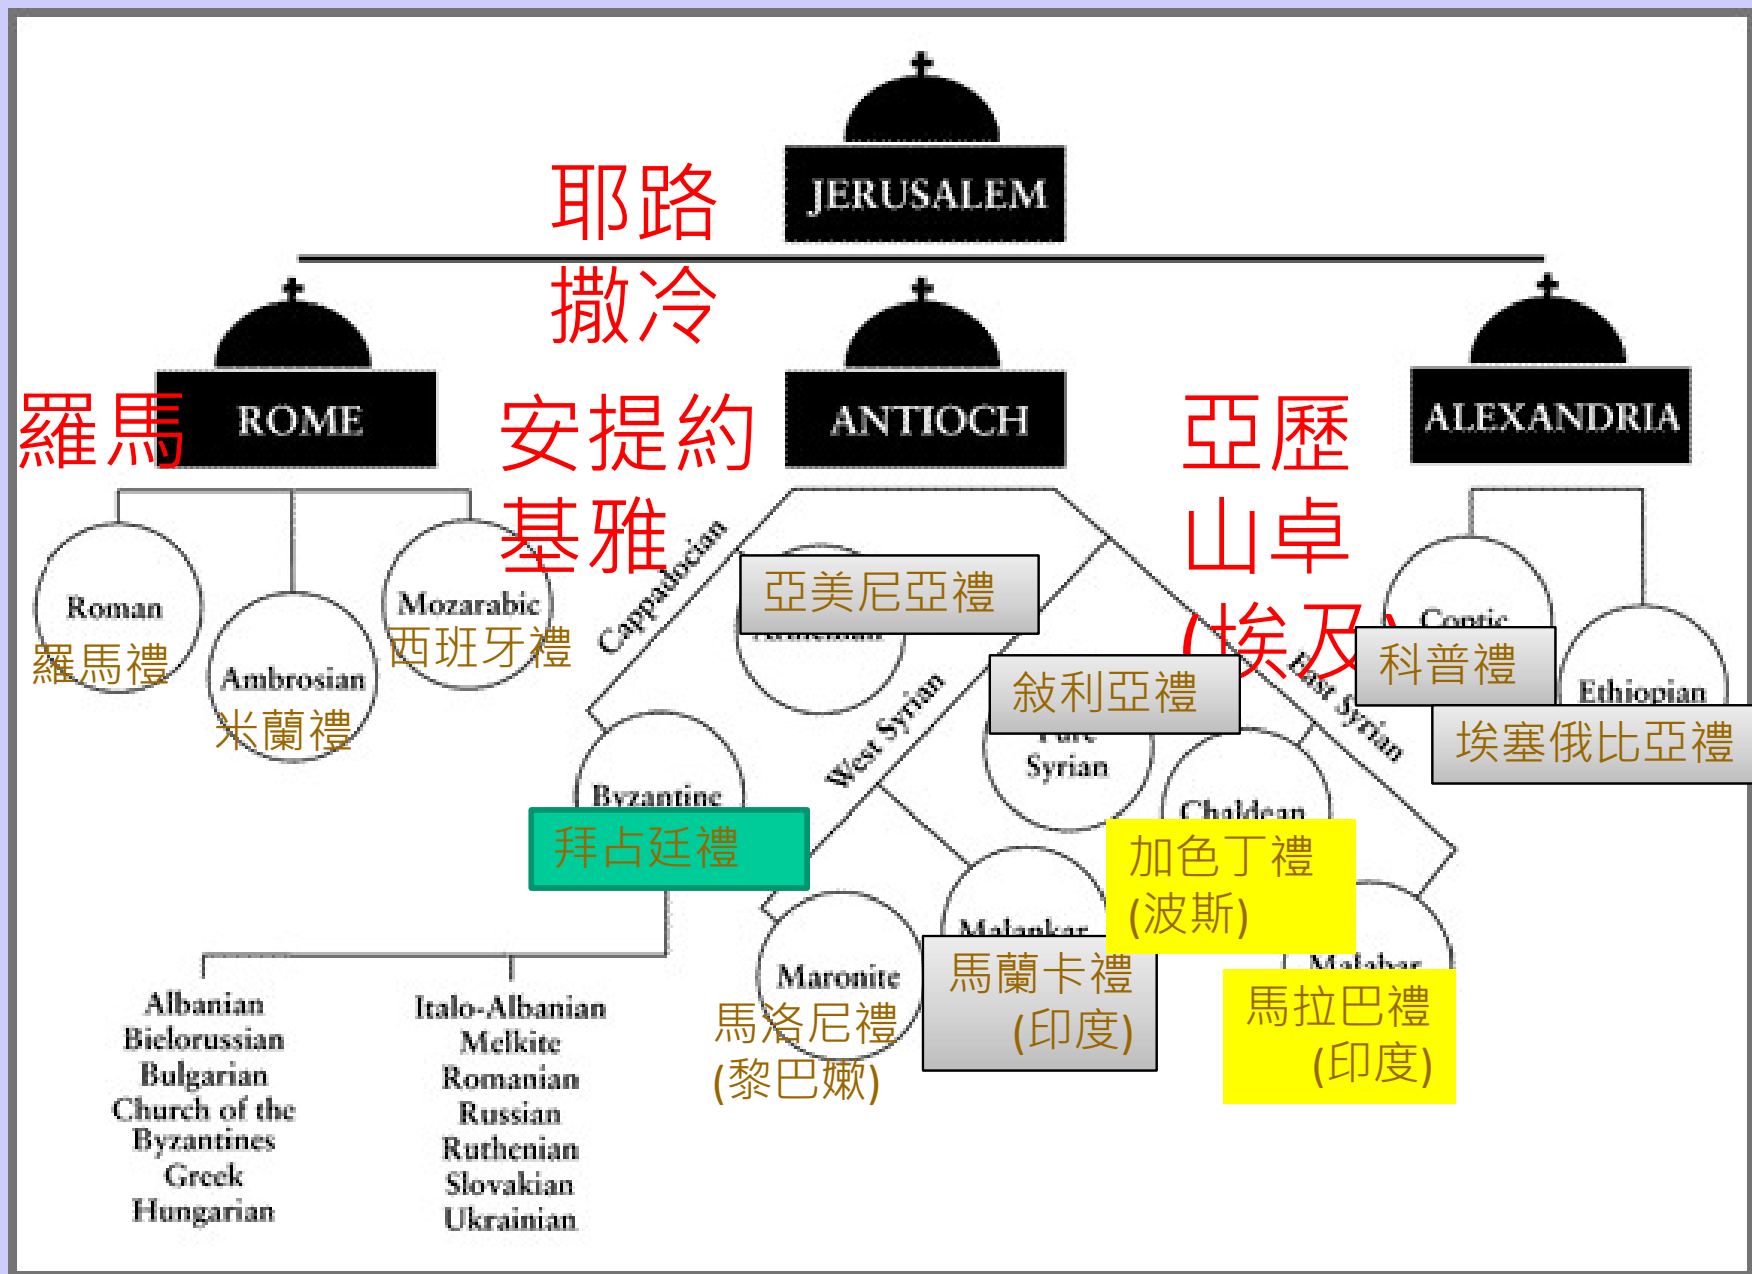 JERUSALEM
耶路
撒冷
ROME
羅馬
ANTIOCH
安提約
基雅
ALEXANDRIA
亞歷
山卓
(埃及)
Roman
羅馬禮
Ambrosian
米蘭禮
Mozarabic
西班牙禮
Cappadocian
亞美尼亞禮
West Syrian
敍利亞禮
Pure
Syrian
East Syrian
Coptic
科普禮
Ethiopian
埃塞俄比亞禮
Byzantine
拜占廷禮
Chaldean
加色丁禮
(波斯)
Maronite
馬洛尼禮
(黎巴嫩)
Malankar
馬蘭卡禮
(印度)
Malabar
馬拉巴禮
(印度)
Albanian
Bielorussian
Bulgarian
Church of the
Byzantines
Greek
Hungarian
Italo-Albanian
Melkite
Romanian
Russian
Ruthenian
Slovakian
Ukrainian